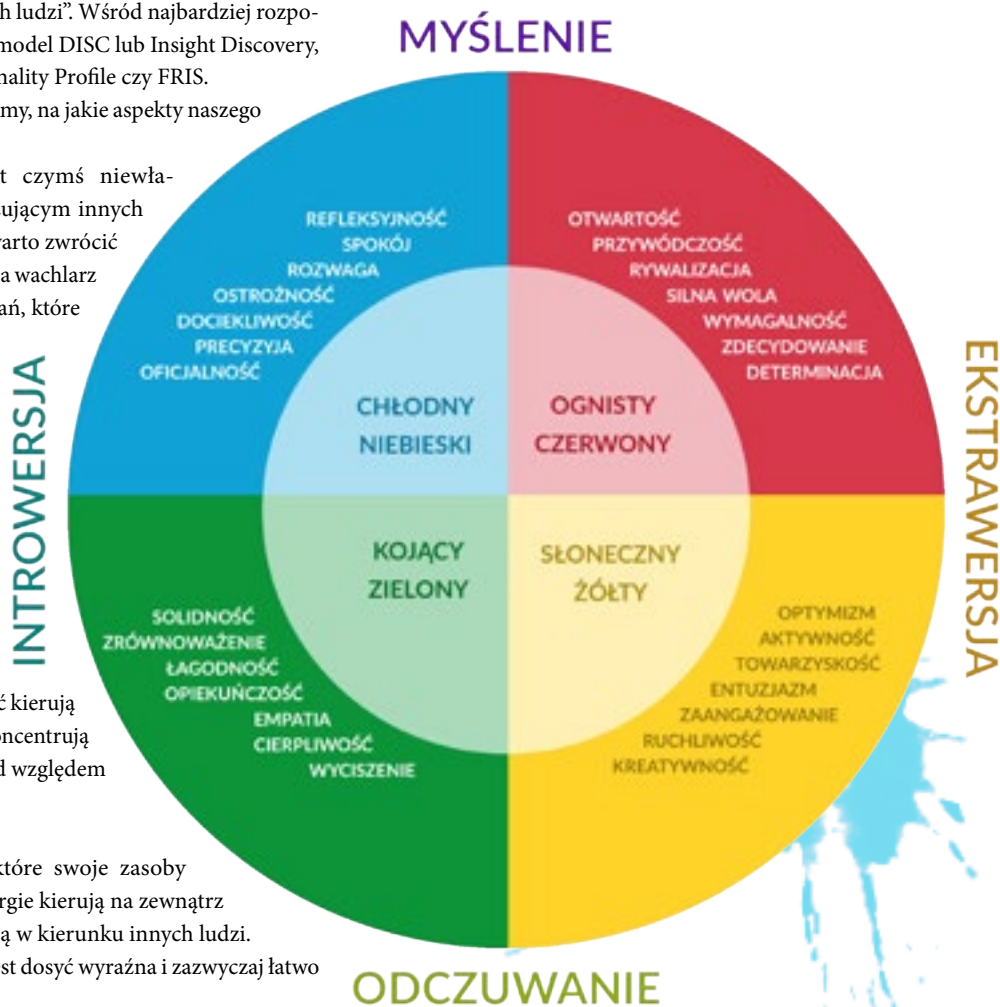 h ludzi”. Wśród najbardziej rozpo-
model DISC lub Insight Discovery,
nality Profile czy FRIS.
my, na jakie aspekty naszego
t czymś niewła-
ującym innych
arto zwrócić
a wachlarz
ań, które
ć kierują
ncentrują
d względem
które swoje zasoby
rgie kierują na zewnątrz
ą w kierunku innych ludzi.
est dosyć wyraźna i zazwyczaj łatwo
MYŚLENIE
INTROWERSJA
EKSTRAWERSJA
ODCZUWANIE
REFLEKSYJNOŚĆ
SPOKÓJ
ROZWAGA
OSTROŻNOŚĆ
DOCIEKLIWOŚĆ
PRECYZYJA
OFICJALNOŚĆ
CHŁODNY
NIEBIESKI
OTWARTOŚĆ
PRZYWÓDCZOŚĆ
RYWALIZACJA
SILNA WOLA
WYMAGALNOŚĆ
ZDECYDOWANIE
DETERMINACJA
OGNISTY
CZERWONY
KOJĄCY
ZIELONY
SOLIDNOŚĆ
ZRÓWNOWAŻENIE
ŁAGODNOŚĆ
OPIEKUŃCZOŚĆ
EMPATIA
CIERPLIWOŚĆ
WYCISZENIE
SŁONECZNY
ŻÓŁTY
OPTYMIZM
AKTYWNOŚĆ
TOWARZYSKOŚĆ
ENTUZJAZM
ZAANGAŻOWANIE
RUCHLIWOŚĆ
KREATYWNOŚĆ